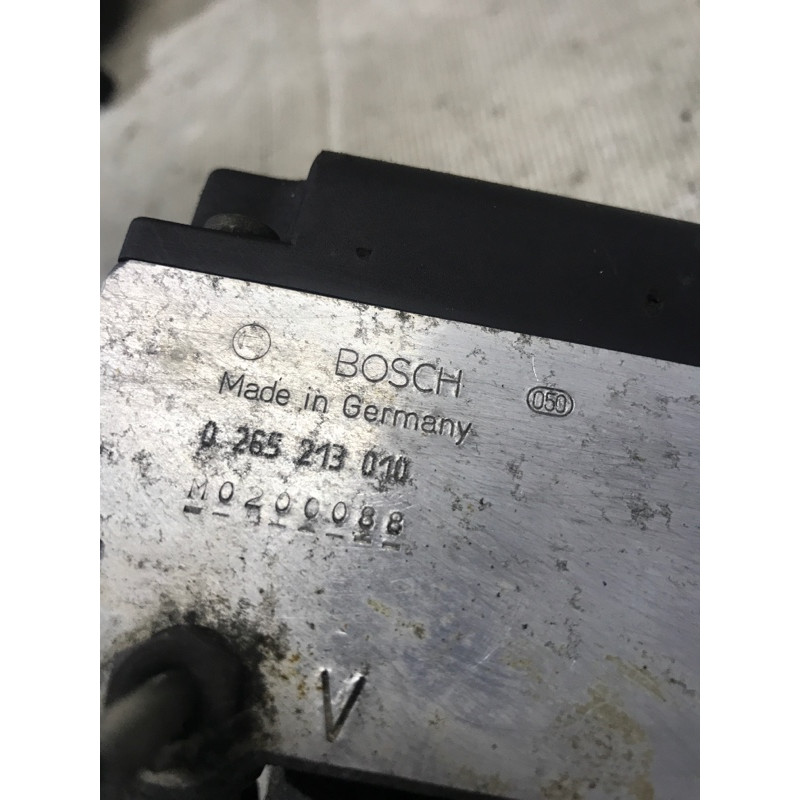 BOSCH
050
Made in Germany
0 265 213 010
M0200088
V